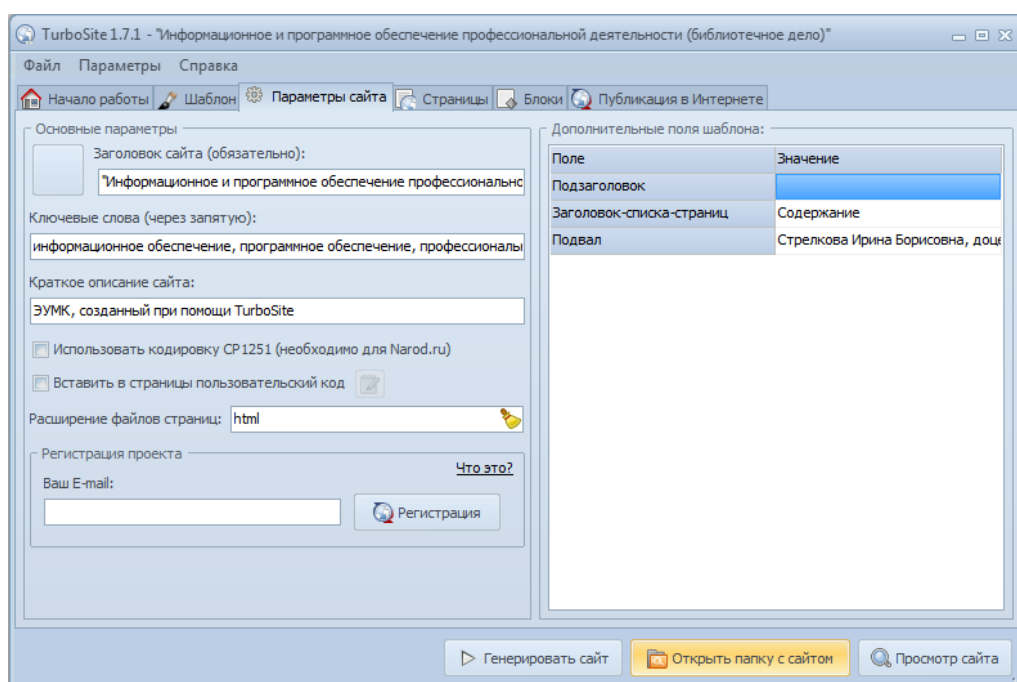 TurboSite 1.7.1 - "Информационное и программное обеспечение профессиональной деятельности (библиотечное дело)"
Файл Параметры Справка
Начало работы Шаблон Параметры сайта Страницы Блоки Публикация в Интернете
Основные параметры
Заголовок сайта (обязательно):
"Информационное и программное обеспечение профессионально
Ключевые слова (через запятую):
информационное обеспечение, программное обеспечение, профессиональн
Краткое описание сайта:
ЭУМК, созданный при помощи TurboSite
Использовать кодировку CP1251 (необходимо для Narod.ru)
Вставить в страницы пользовательский код
Расширение файлов страниц: html
Регистрация проекта
Что это?
Ваш E-mail:
Регистрация
Дополнительные поля шаблона:
Поле Значение
Подзаголовок
Заголовок-списка-страниц Содержание
Подвал Стрелкова Ирина Борисовна, доце
Генерировать сайт Открыть папку с сайтом Просмотр сайта